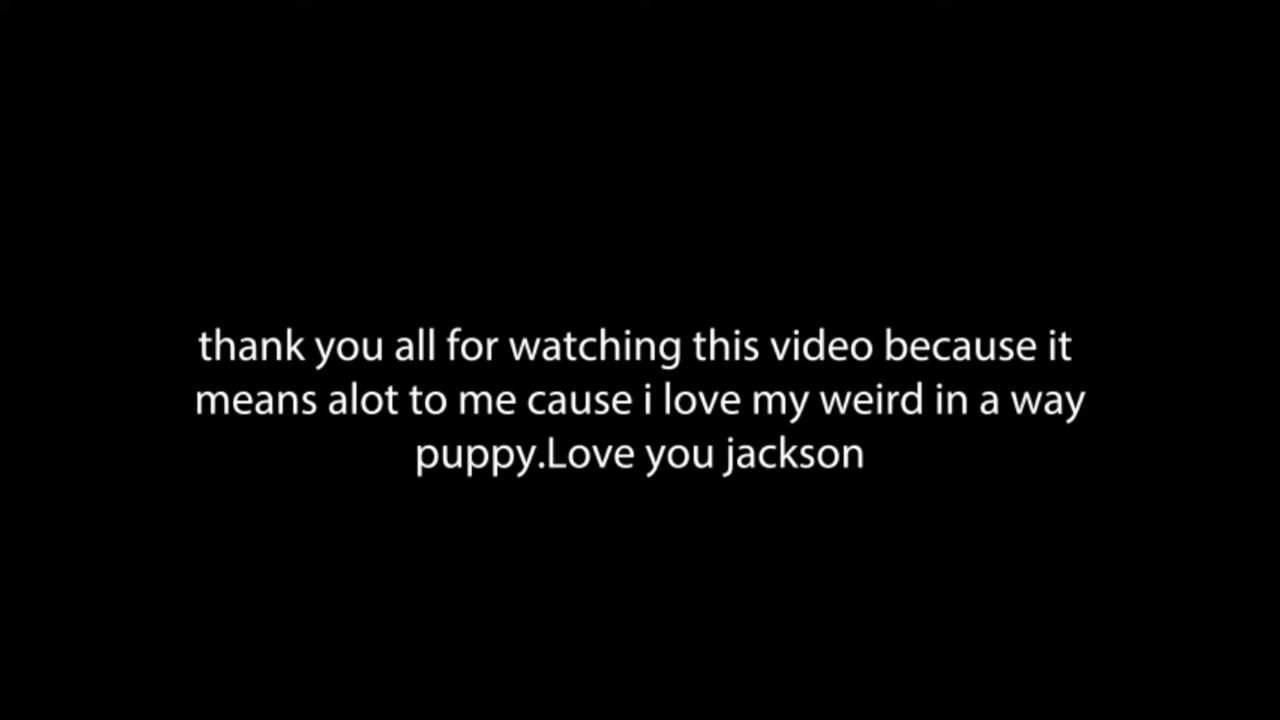 thank you all for watching this video because it
means alot to me cause i love my weird in a way
puppy.Love you jackson